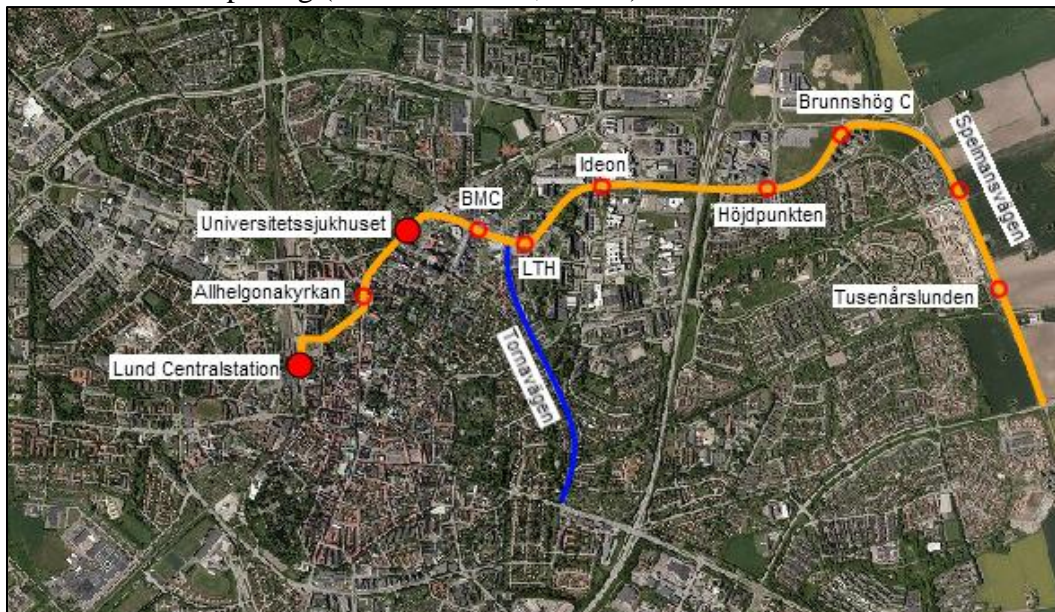 Brunnshög C
Spelmansvägen
Ideon
BMC
Universitetssjukhuset
Höjdpunkten
LTH
Allhelgonakyrkan
Tusenårslunden
Lund Centralstation
Tornavägen